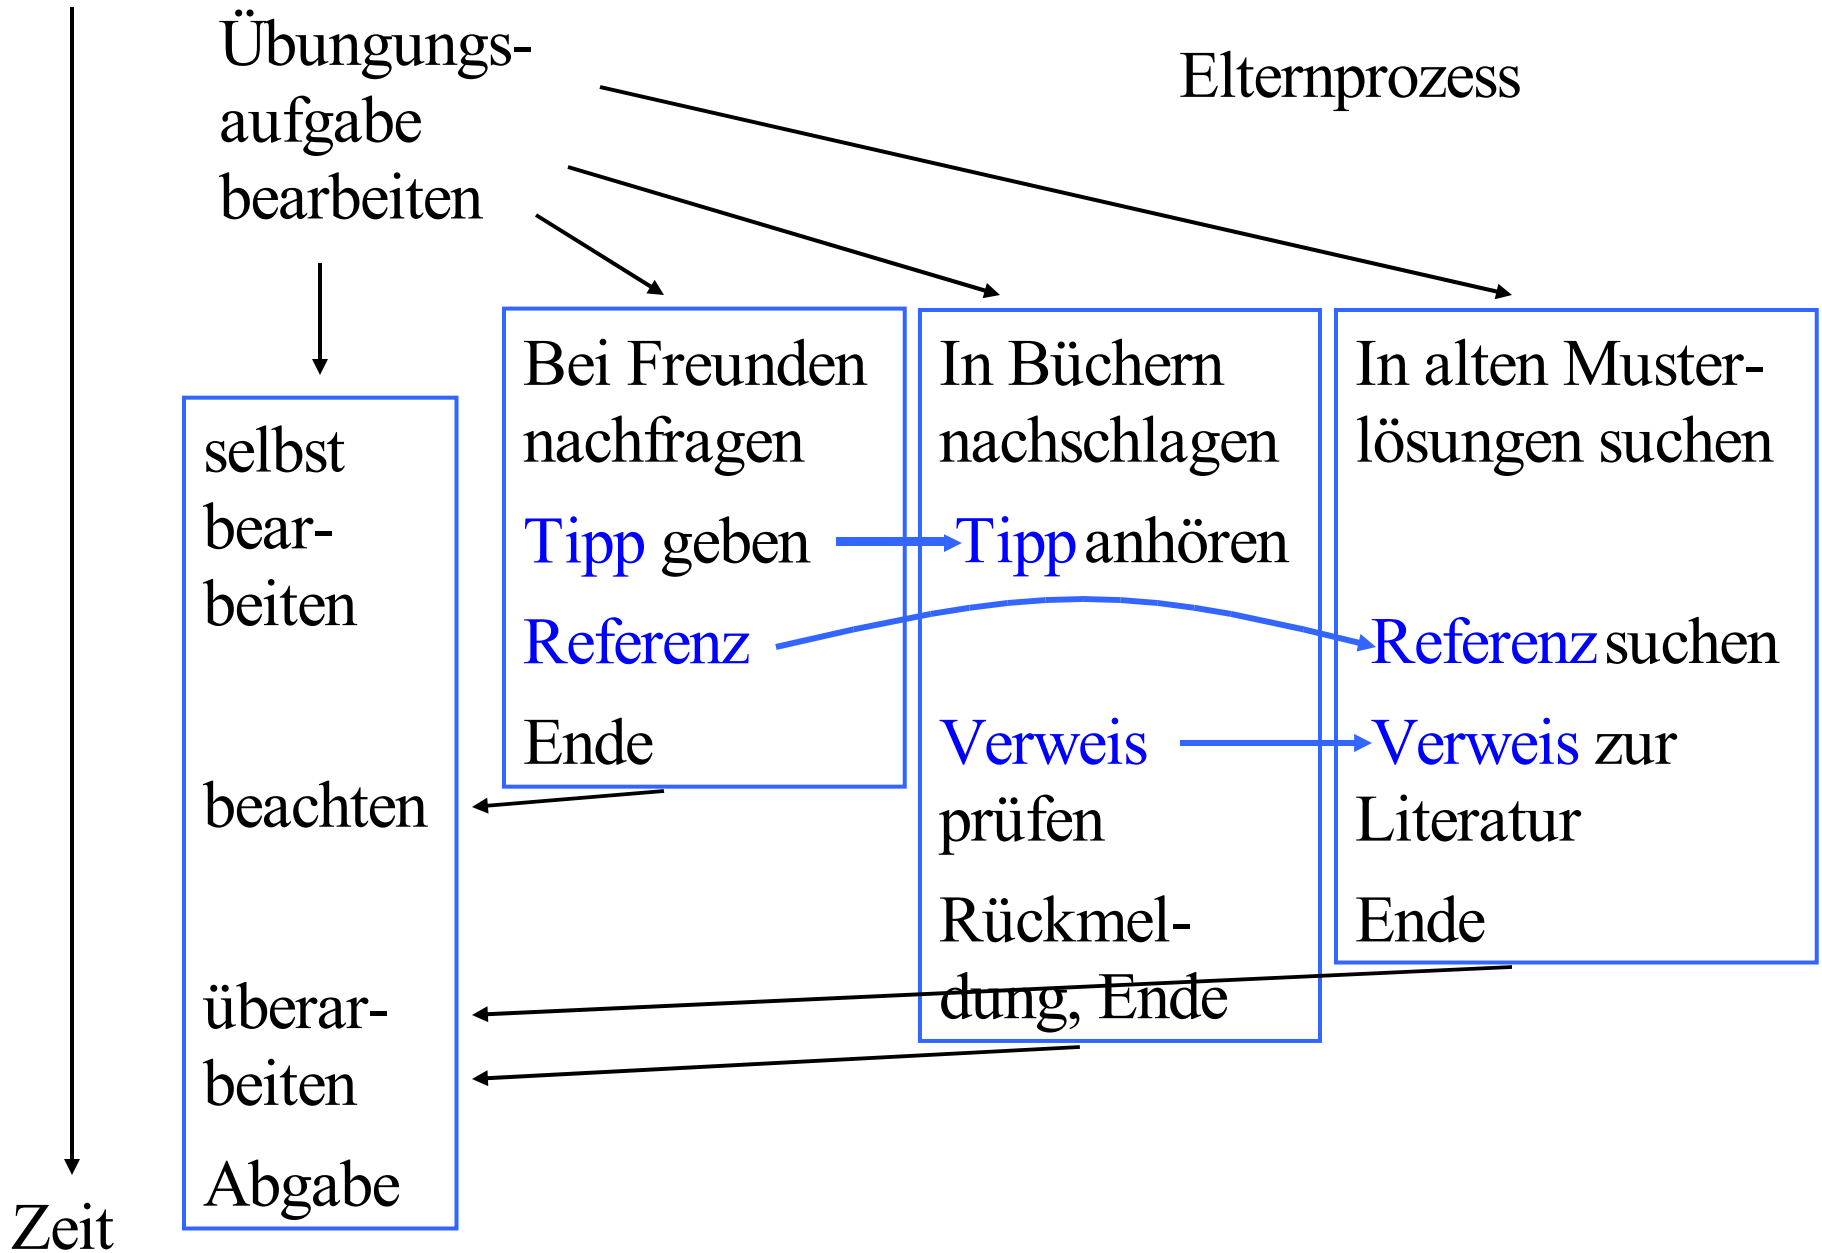 Übungungs-
aufgabe
bearbeiten
Elternprozess
selbst
bear-
beiten
beachten
überar-
beiten
Abgabe
Bei Freunden
nachfragen
Tipp geben
Referenz
Ende
In Büchern
nachschlagen
Tipp anhören
Verweis
prüfen
Rückmel-
dung, Ende
In alten Muster-
lösungen suchen
Referenz suchen
Verweis zur
Literatur
Ende
Zeit